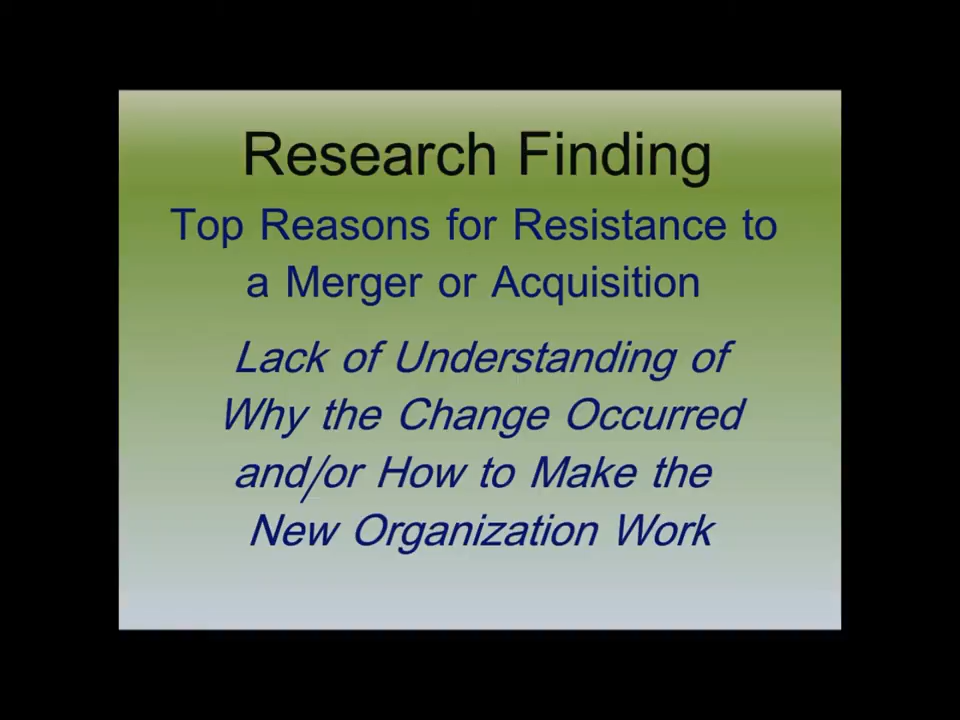 Research Finding
Top Reasons for Resistance to
a Merger or Acquisition
Lack of Understanding of
Why the Change Occurred
and/or How to Make the
New Organization Work